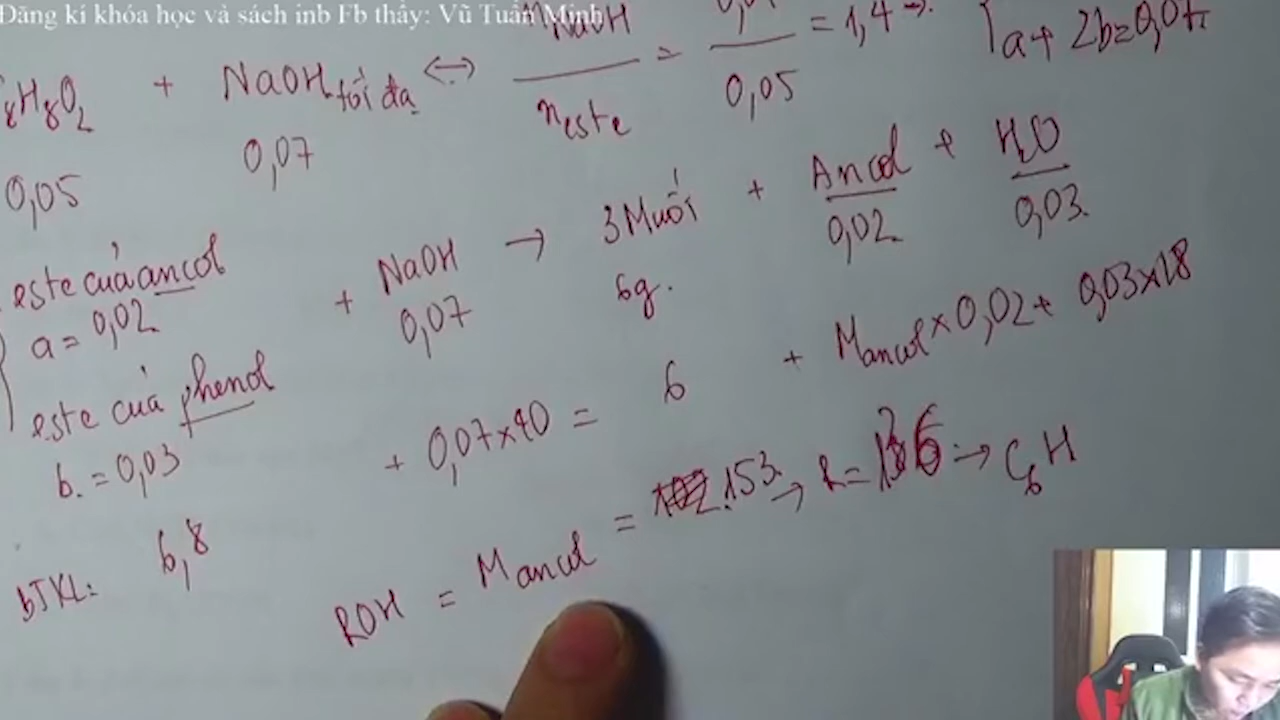 Đăng kí khóa học và sách inb Fb thầy: Vũ Tuấn Minh
8H8O2 + NaOH tối đa ⟷ nNaOH / neste = / 0,05 = 1,4 → a + 2b = 0,07
0,05 0,07
este của ancol + NaOH → 3 Muối + Ancol + H2O
a = 0,02 0,07 6g. 0,02 0,03
este của phenol
b. = 0,03 + 0,07×40 = 6 + Mancol × 0,02 + 0,03×18
BTKL: 6,8
ROH = Mancol = 153 → R = 136 → C6H